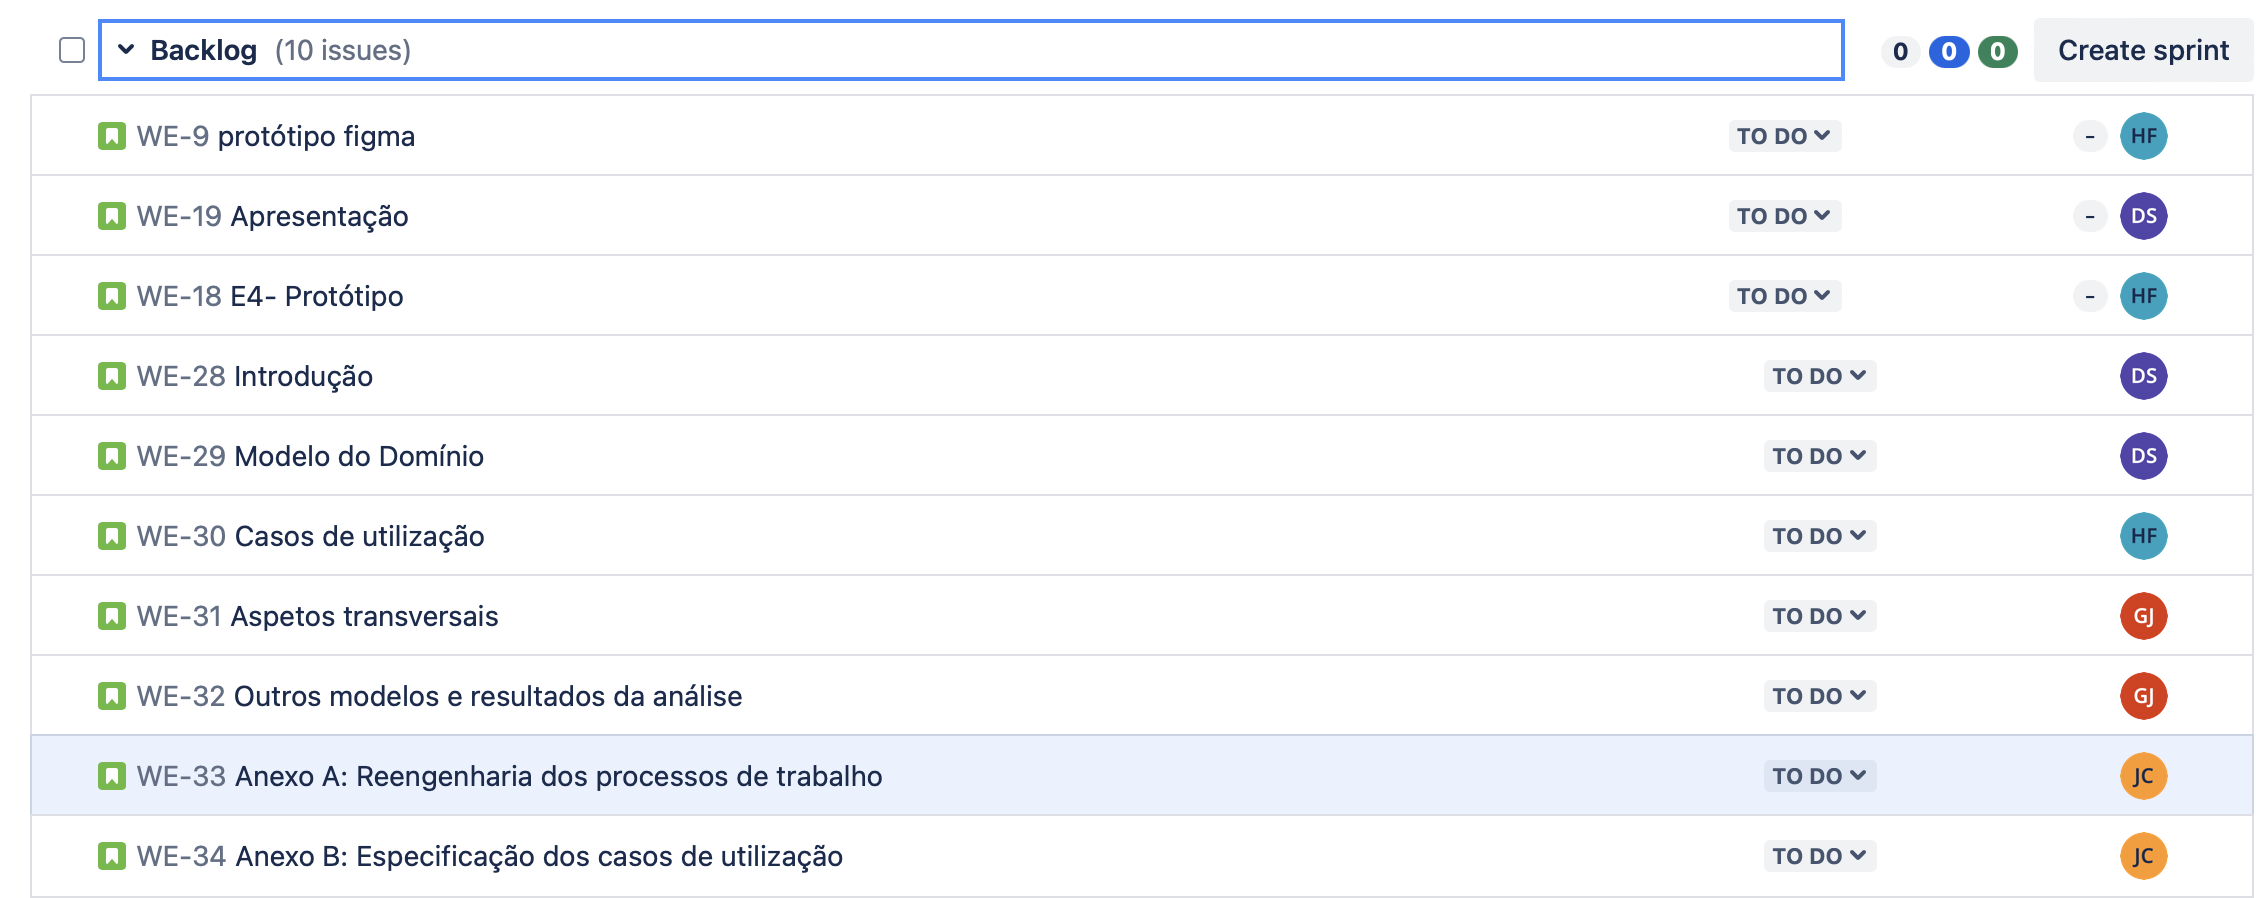 Backlog (10 issues) 0 0 0 Create sprint
WE-9 protótipo figma TO DO - HF
WE-19 Apresentação TO DO - DS
WE-18 E4- Protótipo TO DO - HF
WE-28 Introdução TO DO DS
WE-29 Modelo do Domínio TO DO DS
WE-30 Casos de utilização TO DO HF
WE-31 Aspetos transversais TO DO GJ
WE-32 Outros modelos e resultados da análise TO DO GJ
WE-33 Anexo A: Reengenharia dos processos de trabalho TO DO JC
WE-34 Anexo B: Especificação dos casos de utilização TO DO JC